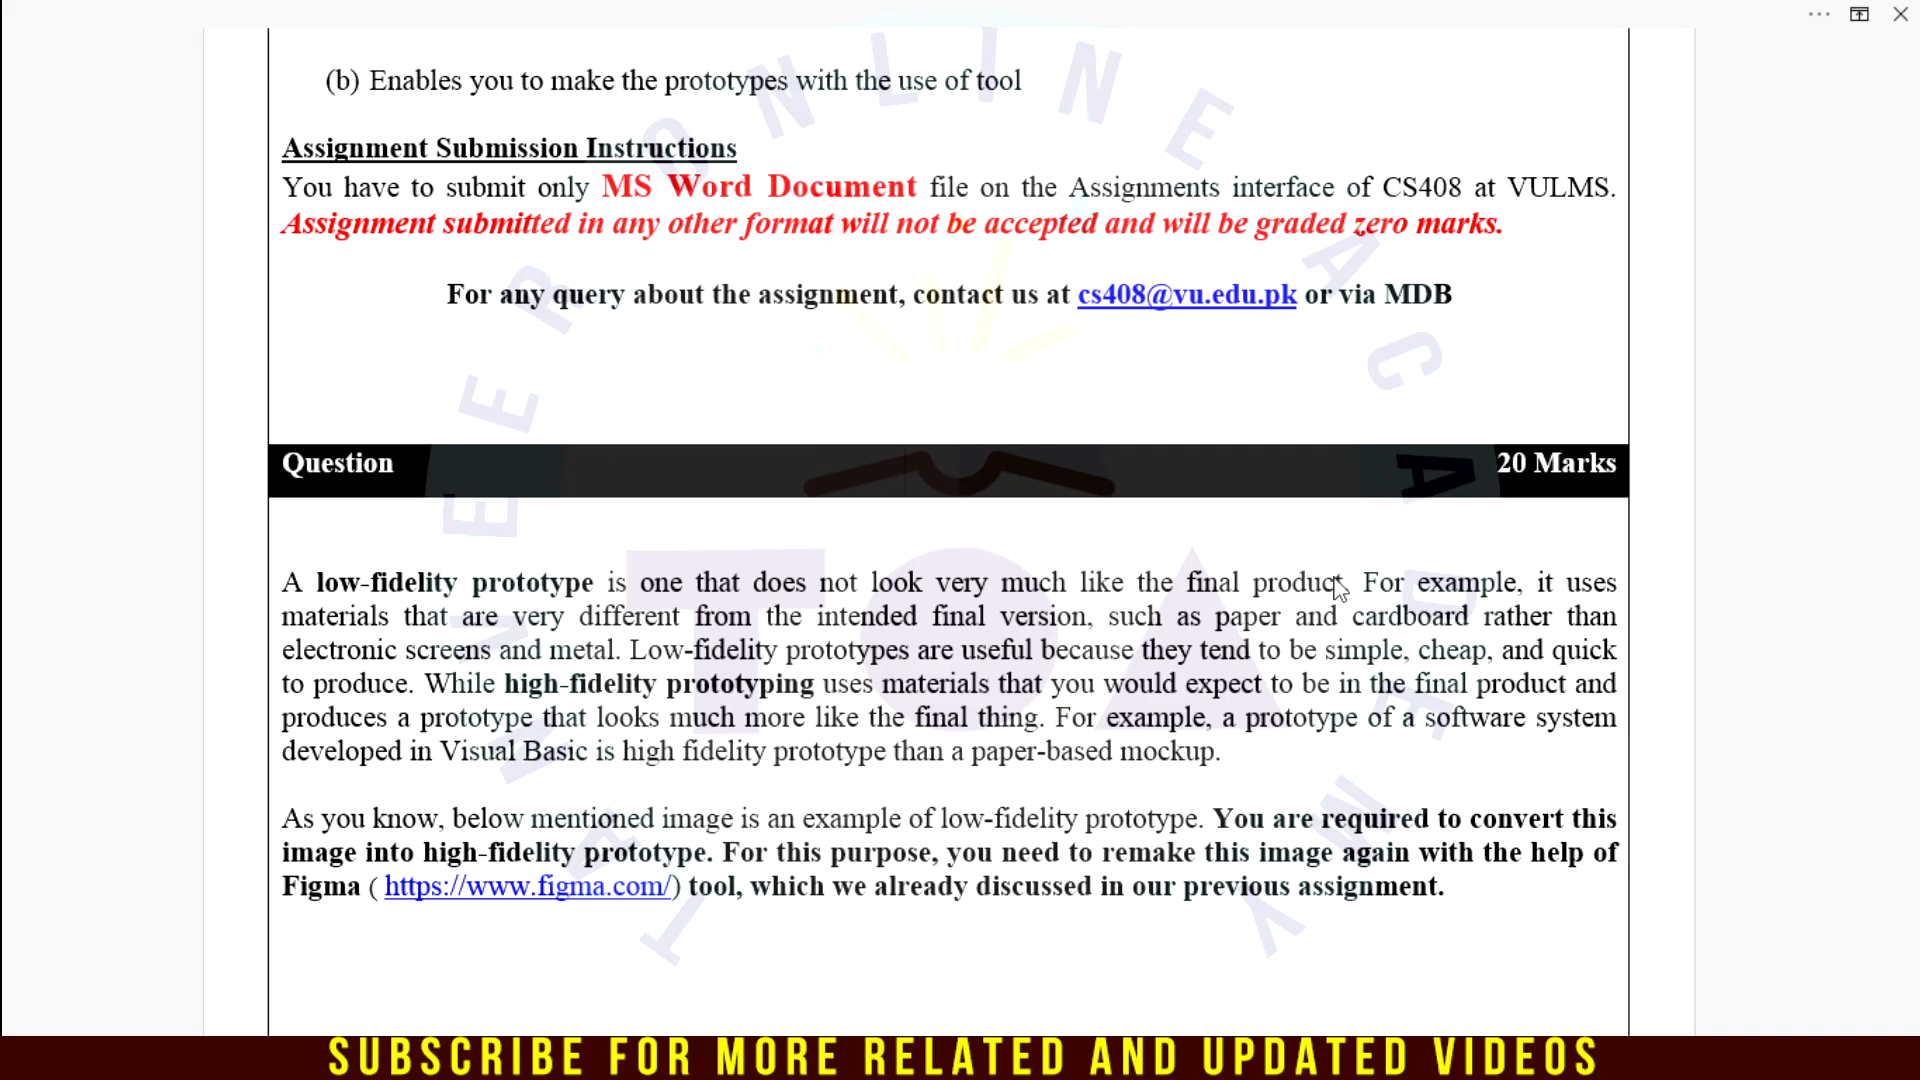 (b) Enables you to make the prototypes with the use of tool
Assignment Submission Instructions
You have to submit only MS Word Document file on the Assignments interface of CS408 at VULMS.
Assignment submitted in any other format will not be accepted and will be graded zero marks.
For any query about the assignment, contact us at cs408@vu.edu.pk or via MDB
Question 20 Marks
A low-fidelity prototype is one that does not look very much like the final product. For example, it uses
materials that are very different from the intended final version, such as paper and cardboard rather than
electronic screens and metal. Low-fidelity prototypes are useful because they tend to be simple, cheap, and quick
to produce. While high-fidelity prototyping uses materials that you would expect to be in the final product and
produces a prototype that looks much more like the final thing. For example, a prototype of a software system
developed in Visual Basic is high fidelity prototype than a paper-based mockup.
As you know, below mentioned image is an example of low-fidelity prototype. You are required to convert this
image into high-fidelity prototype. For this purpose, you need to remake this image again with the help of
Figma ( https://www.figma.com/) tool, which we already discussed in our previous assignment.
TANVEER ONLINE ACADEMY
TOA
SUBSCRIBE FOR MORE RELATED AND UPDATED VIDEOS